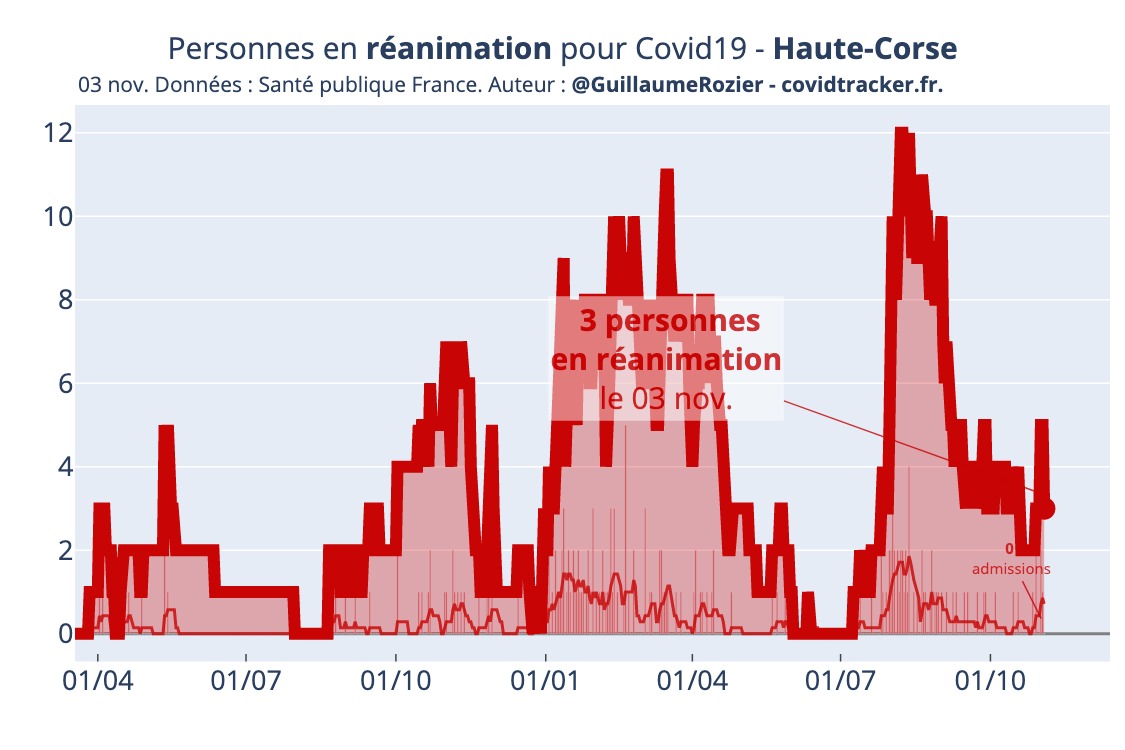 Personnes en réanimation pour Covid19 - Haute-Corse
03 nov. Données : Santé publique France. Auteur : @GuillaumeRozier - covidtracker.fr.
12
10
8
6
4
2
0
3 personnes
en réanimation
le 03 nov.
0
admissions
01/04
01/07
01/10
01/01
01/04
01/07
01/10